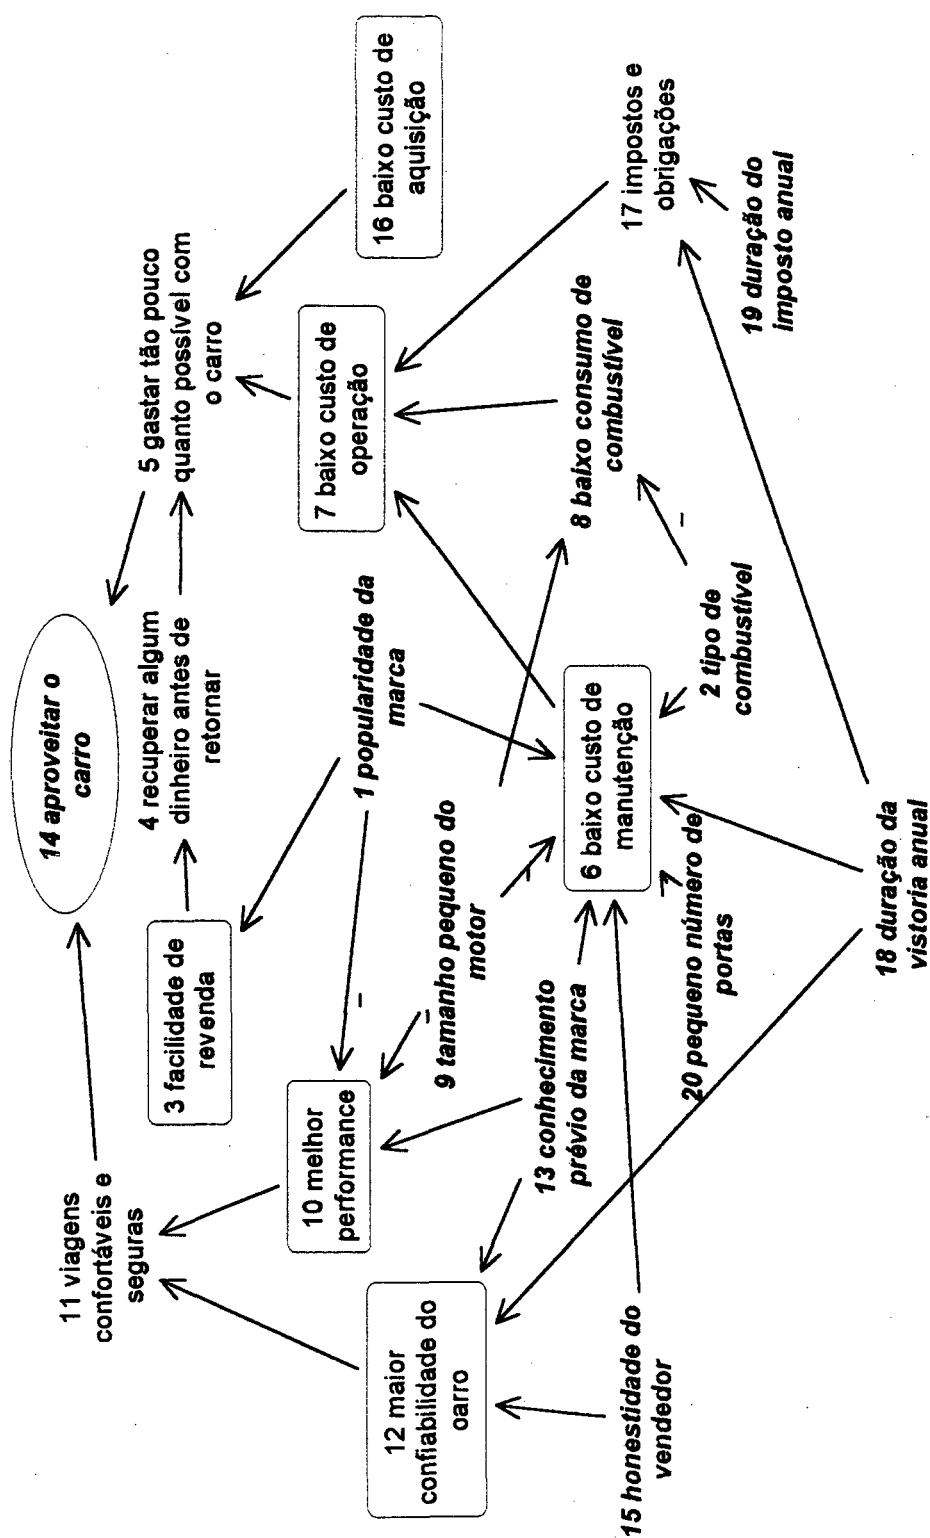 14 aproveitar o
carro
11 viagens
confortáveis e
seguras
3 facilidade de
revenda
4 recuperar algum
dinheiro antes de
retornar
5 gastar tão pouco
quanto possível com
o carro
10 melhor
performance
1 popularidade da
marca
7 baixo custo de
operação
16 baixo custo de
aquisição
12 maior
confiabilidade do
oarro
9 tamanho pequeno do
motor
–
–
–
13 conhecimento
prévio da marca
6 baixo custo de
manutenção
8 baixo consumo de
combustível
–
17 impostos e
obrigações
15 honestidade do
vendedor
20 pequeno número de
portas
–
2 tipo de
combustível
19 duração do
imposto anual
18 duração da
vistoria anual